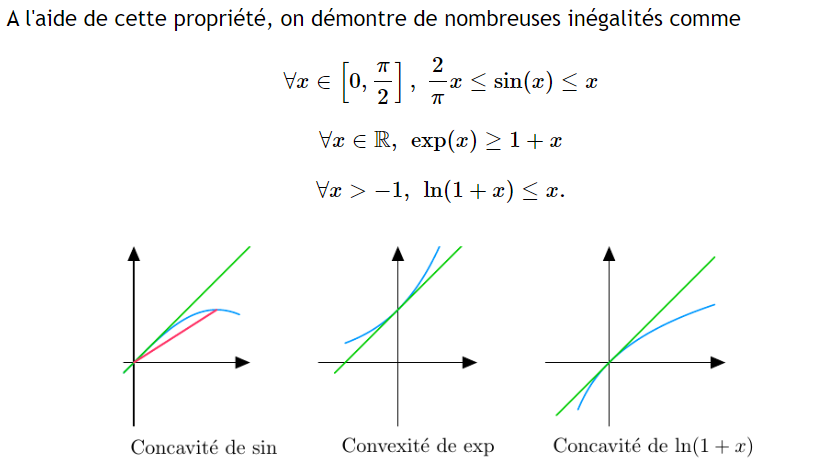 A l'aide de cette propriété, on démontre de nombreuses inégalités comme
∀x ∈ [0, π/2], 2/π x ≤ sin(x) ≤ x
∀x ∈ ℝ, exp(x) ≥ 1 + x
∀x > −1, ln(1 + x) ≤ x.
Concavité de sin
Convexité de exp
Concavité de ln(1 + x)